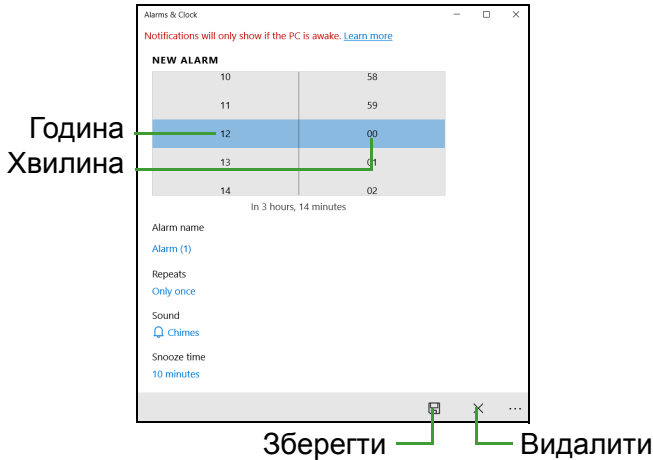 Alarms & Clock
Notifications will only show if the PC is awake. Learn more
NEW ALARM
10 58
11 59
Година 12 00
Хвилина 13 01
14 02
In 3 hours, 14 minutes
Alarm name
Alarm (1)
Repeats
Only once
Sound
Chimes
Snooze time
10 minutes
Зберегти Видалити